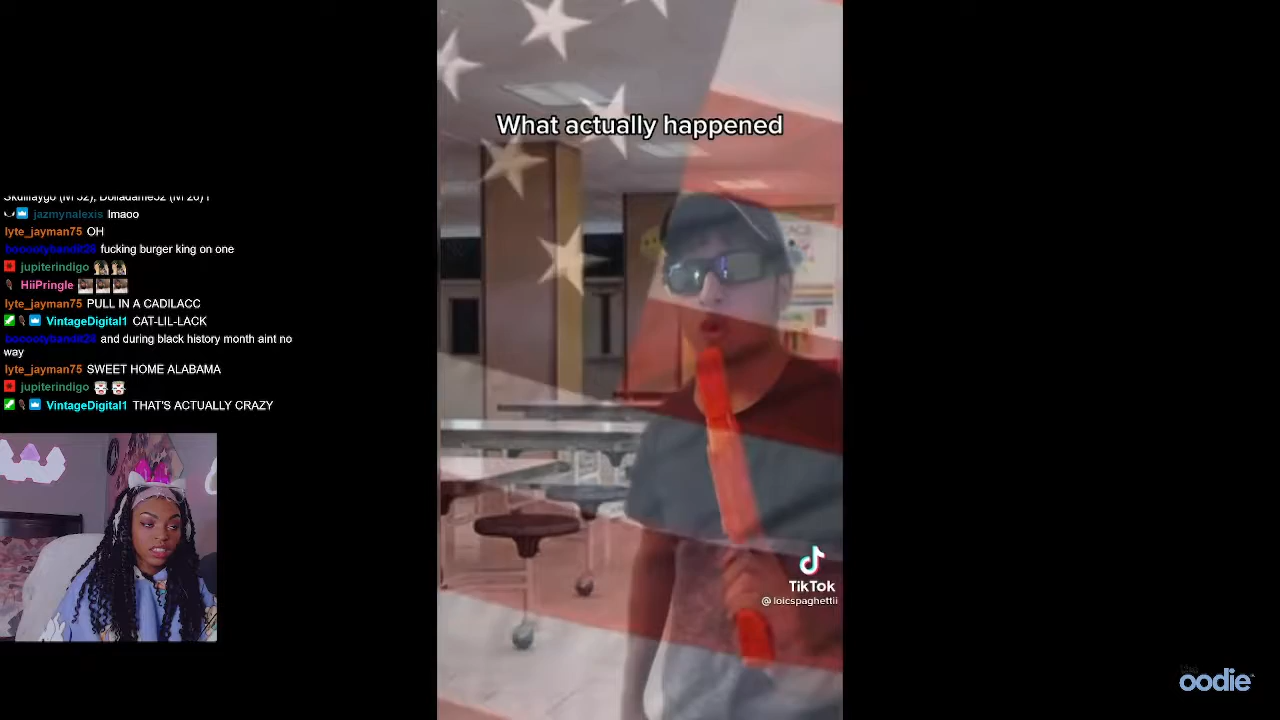 jazmynalexis lmaoo
lyte_jayman75 OH
fucking burger king on one
jupiterindigo
HiiPringle
lyte_jayman75 PULL IN A CADILACC
VintageDigital1 CAT-LIL-LACK
and during black history month aint no
way
lyte_jayman75 SWEET HOME ALABAMA
jupiterindigo
VintageDigital1 THAT'S ACTUALLY CRAZY
What actually happened
TikTok
@loicspaghettii
the
oodie